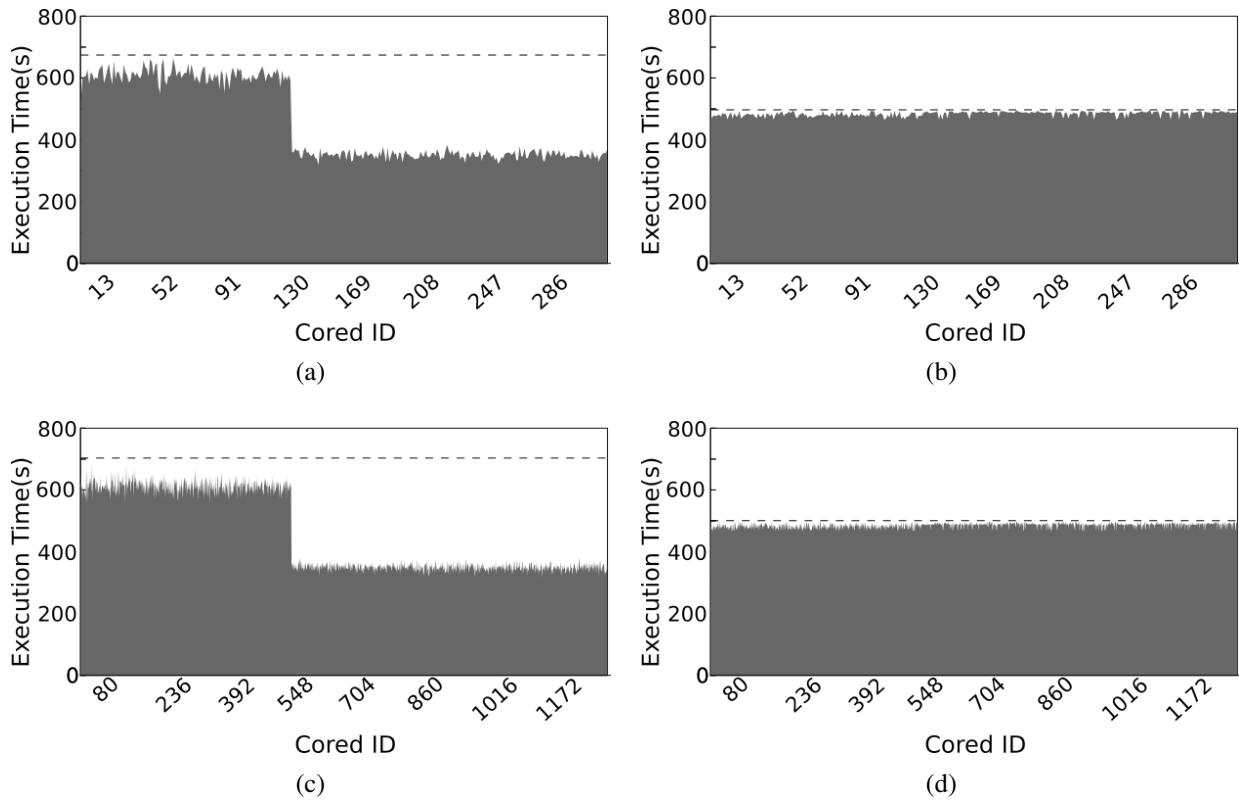 800
600
400
200
0
Execution Time(s)
13 52 91 130 169 208 247 286
Cored ID
(a)
800
600
400
200
0
Execution Time(s)
13 52 91 130 169 208 247 286
Cored ID
(b)
800
600
400
200
0
Execution Time(s)
80 236 392 548 704 860 1016 1172
Cored ID
(c)
800
600
400
200
0
Execution Time(s)
80 236 392 548 704 860 1016 1172
Cored ID
(d)